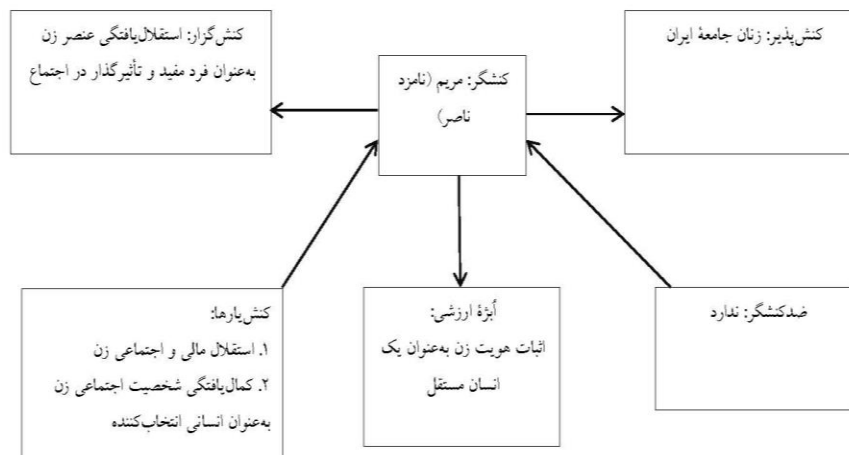 کنش‌پذیر: زنان جامعهٔ ایران
کنشگر: مریم (نامزد
ناصر)
کنش‌گزار: استقلال‌یافتگی عنصر زن
به‌عنوان فرد مفید و تأثیرگذار در اجتماع
ضدکنشگر: ندارد
اُبژهٔ ارزشی:
اثبات هویت زن به‌عنوان یک
انسان مستقل
کنش‌یارها:
۱. استقلال مالی و اجتماعی زن
۲. کمال‌یافتگی شخصیت اجتماعی زن
به‌عنوان انسانی انتخاب‌کننده